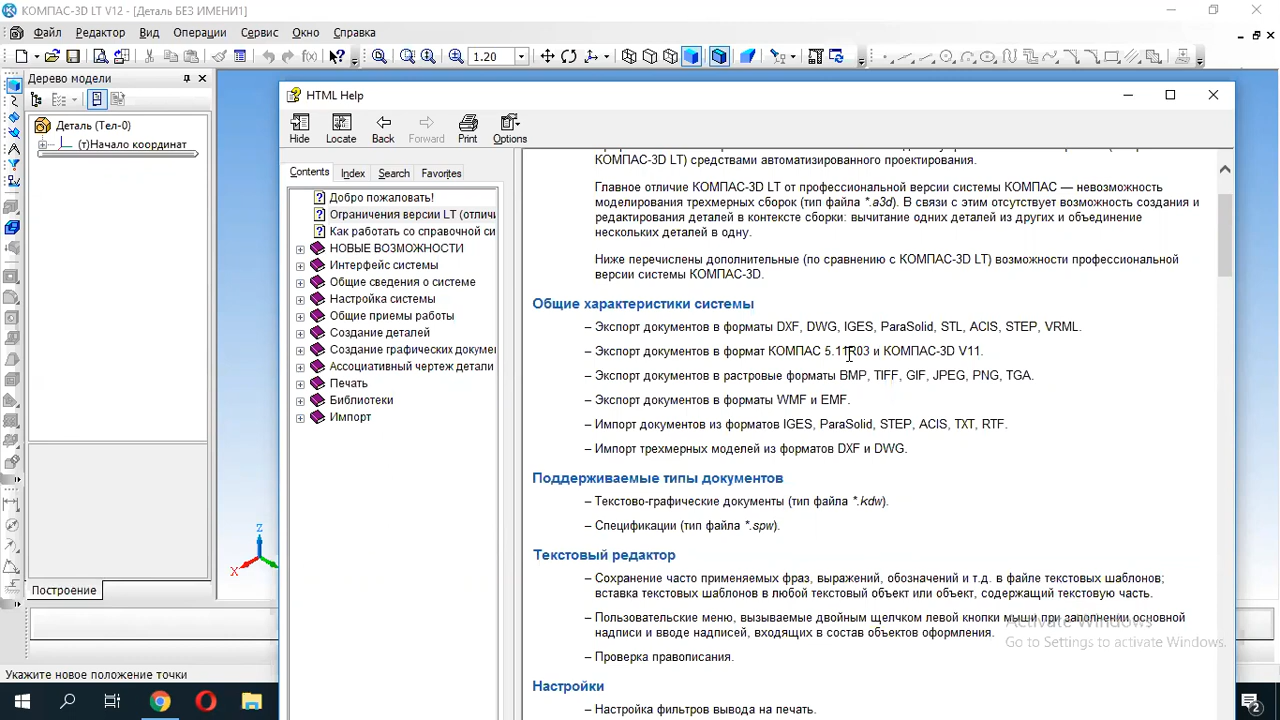 КОМПАС-3D LT V12 - [Деталь БЕЗ ИМЕНИ1]
Файл Редактор Вид Операции Сервис Окно Справка
1.20
Дерево модели
Деталь (Тел-0)
(т)Начало координат
Построение
Укажите новое положение точки
Z
X
HTML Help
Hide Locate Back Forward Print Options
Contents Index Search Favorites
Добро пожаловать!
Ограничения версии LT (отличи
Как работать со справочной си
НОВЫЕ ВОЗМОЖНОСТИ
Интерфейс системы
Общие сведения о системе
Настройка системы
Общие приемы работы
Создание деталей
Создание графических докумен
Ассоциативный чертеж детали
Печать
Библиотеки
Импорт
КОМПАС-3D LT) средствами автоматизированного проектирования.
Главное отличие КОМПАС-3D LT от профессиональной версии системы КОМПАС — невозможность
моделирования трехмерных сборок (тип файла *.a3d). В связи с этим отсутствует возможность создания и
редактирования деталей в контексте сборки: вычитание одних деталей из других и объединение
нескольких деталей в одну.
Ниже перечислены дополнительные (по сравнению с КОМПАС-3D LT) возможности профессиональной
версии системы КОМПАС-3D.
Общие характеристики системы
– Экспорт документов в форматы DXF, DWG, IGES, ParaSolid, STL, ACIS, STEP, VRML.
– Экспорт документов в формат КОМПАС 5.11R03 и КОМПАС-3D V11.
– Экспорт документов в растровые форматы BMP, TIFF, GIF, JPEG, PNG, TGA.
– Экспорт документов в форматы WMF и EMF.
– Импорт документов из форматов IGES, ParaSolid, STEP, ACIS, TXT, RTF.
– Импорт трехмерных моделей из форматов DXF и DWG.
Поддерживаемые типы документов
– Текстово-графические документы (тип файла *.kdw).
– Спецификации (тип файла *.spw).
Текстовый редактор
– Сохранение часто применяемых фраз, выражений, обозначений и т.д. в файле текстовых шаблонов;
вставка текстовых шаблонов в любой текстовый объект или объект, содержащий текстовую часть.
– Пользовательские меню, вызываемые двойным щелчком левой кнопки мыши при заполнении основной
надписи и вводе надписей, входящих в состав объектов оформления.
– Проверка правописания.
Настройки
– Настройка фильтров вывода на печать.
Activate Windows
Go to Settings to activate Windows.
2